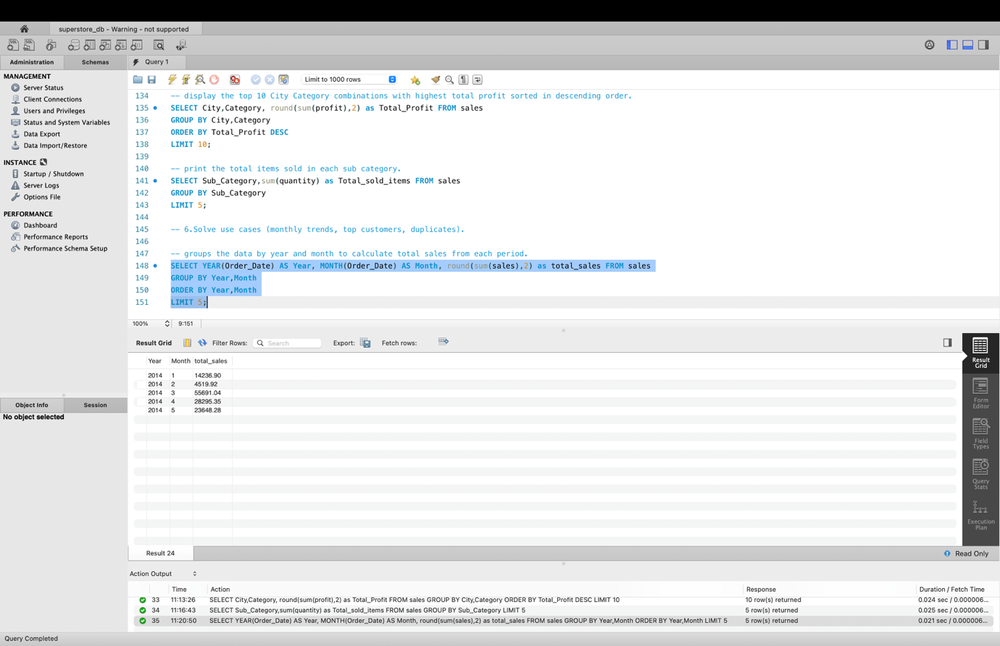 superstore_db - Warning - not supported
Administration
Schemas
Query 1
MANAGEMENT
Server Status
Client Connections
Users and Privileges
Status and System Variables
Data Export
Data Import/Restore
INSTANCE
Startup / Shutdown
Server Logs
Options File
PERFORMANCE
Dashboard
Performance Reports
Performance Schema Setup
Object Info
Session
No object selected
Limit to 1000 rows
134 -- display the top 10 City Category combinations with highest total profit sorted in descending order.
135 SELECT City,Category, round(sum(profit),2) as Total_Profit FROM sales
136 GROUP BY City,Category
137 ORDER BY Total_Profit DESC
138 LIMIT 10;
139
140 -- print the total items sold in each sub category.
141 SELECT Sub_Category,sum(quantity) as Total_sold_items FROM sales
142 GROUP BY Sub_Category
143 LIMIT 5;
144
145 -- 6.Solve use cases (monthly trends, top customers, duplicates).
146
147 -- groups the data by year and month to calculate total sales from each period.
148 SELECT YEAR(Order_Date) AS Year, MONTH(Order_Date) AS Month, round(sum(sales),2) as total_sales FROM sales
149 GROUP BY Year,Month
150 ORDER BY Year,Month
151 LIMIT 5;
100% 9:151
Result Grid Filter Rows: Search Export: Fetch rows:
Year Month total_sales
2014 1 14236.90
2014 2 4519.92
2014 3 55691.04
2014 4 28295.35
2014 5 23648.28
Result
Grid
Form
Editor
Field
Types
Query
Stats
Execution
Plan
Result 24
Read Only
Action Output
Time Action Response Duration / Fetch Time
33 11:13:26 SELECT City,Category, round(sum(profit),2) as Total_Profit FROM sales GROUP BY City,Category ORDER BY Total_Profit DESC LIMIT 10 10 row(s) returned 0.024 sec / 0.000006...
34 11:16:43 SELECT Sub_Category,sum(quantity) as Total_sold_items FROM sales GROUP BY Sub_Category LIMIT 5 5 row(s) returned 0.025 sec / 0.000006...
35 11:20:50 SELECT YEAR(Order_Date) AS Year, MONTH(Order_Date) AS Month, round(sum(sales),2) as total_sales FROM sales GROUP BY Year,Month ORDER BY Year,Month LIMIT 5 5 row(s) returned 0.021 sec / 0.000006...
Query Completed